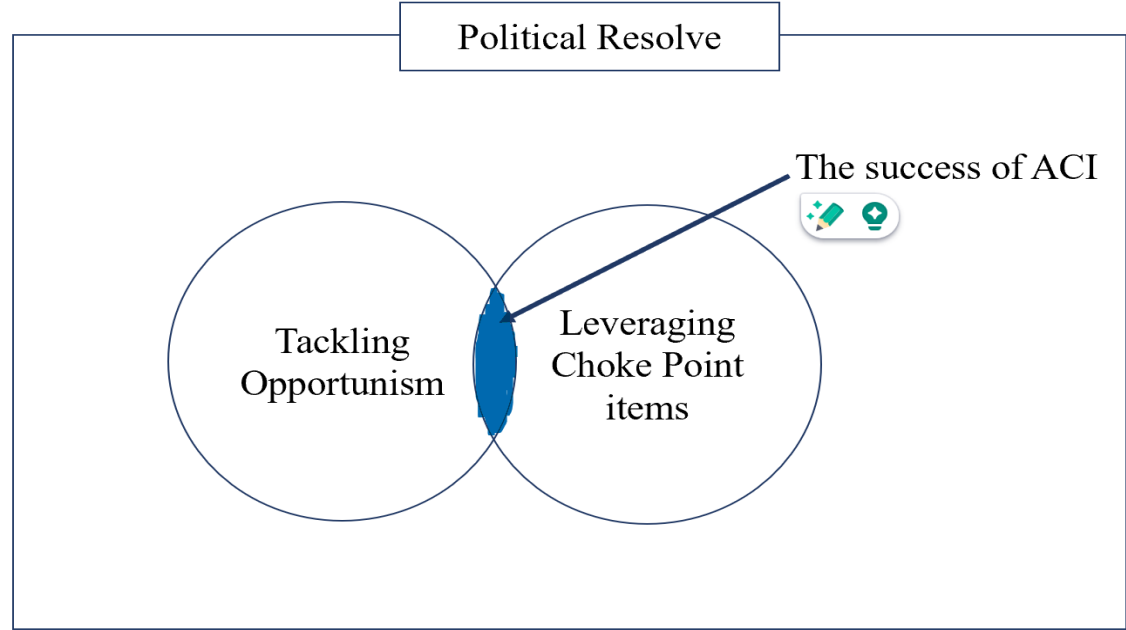 Political Resolve
The success of ACI
Tackling
Opportunism
Leveraging
Choke Point
items